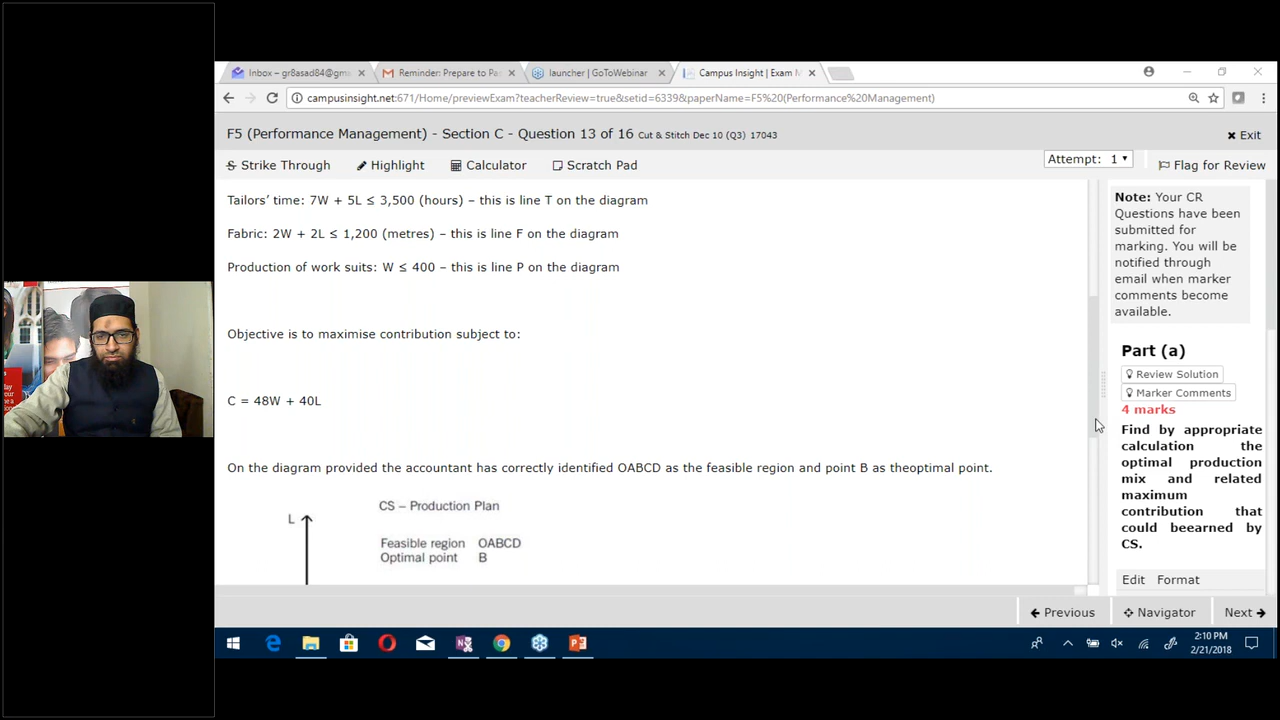 Inbox – gr8asad84@gma
Reminder: Prepare to Pa
launcher | GoToWebinar
Campus Insight | Exam M
campusinsight.net:671/Home/previewExam?teacherReview=true&setid=6339&paperName=F5%20(Performance%20Management)
F5 (Performance Management) - Section C - Question 13 of 16 Cut & Stitch Dec 10 (Q3) 17043
Exit
Strike Through
Highlight
Calculator
Scratch Pad
Attempt: 1
Flag for Review
Tailors' time: 7W + 5L ≤ 3,500 (hours) – this is line T on the diagram
Fabric: 2W + 2L ≤ 1,200 (metres) – this is line F on the diagram
Production of work suits: W ≤ 400 – this is line P on the diagram
Objective is to maximise contribution subject to:
C = 48W + 40L
On the diagram provided the accountant has correctly identified OABCD as the feasible region and point B as theoptimal point.
CS – Production Plan
L
Feasible region OABCD
Optimal point B
Note: Your CR
Questions have been
submitted for
marking. You will be
notified through
email when marker
comments become
available.
Part (a)
Review Solution
Marker Comments
4 marks
Find by appropriate
calculation the
optimal production
mix and related
maximum
contribution that
could beearned by
CS.
Edit Format
Previous
Navigator
Next
2:10 PM
2/21/2018